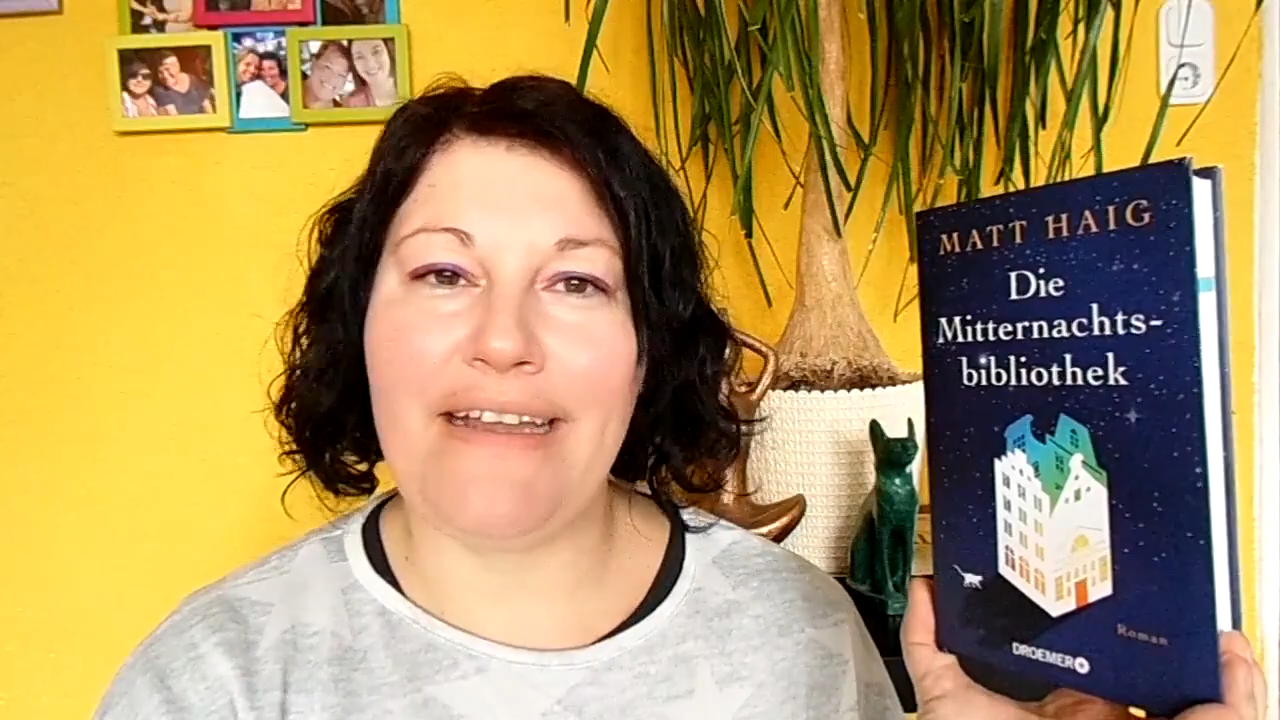 MATT HAIG
Die
Mitternachts-
bibliothek
Roman
DROEMER